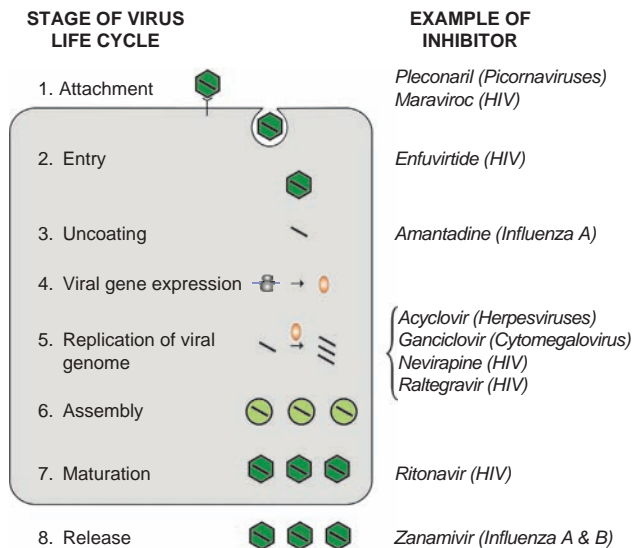 STAGE OF VIRUS
LIFE CYCLE
EXAMPLE OF
INHIBITOR
1. Attachment
Pleconaril (Picornaviruses)
Maraviroc (HIV)
2. Entry
Enfuvirtide (HIV)
3. Uncoating
Amantadine (Influenza A)
4. Viral gene expression
5. Replication of viral
genome
Acyclovir (Herpesviruses)
Ganciclovir (Cytomegalovirus)
Nevirapine (HIV)
Raltegravir (HIV)
6. Assembly
7. Maturation
Ritonavir (HIV)
8. Release
Zanamivir (Influenza A & B)